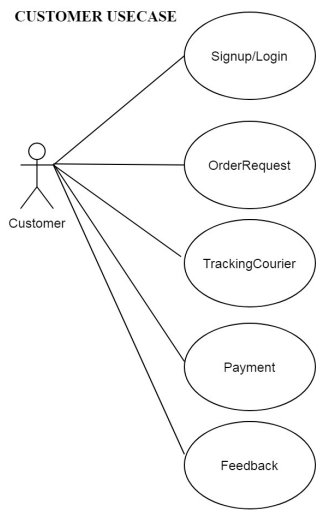 CUSTOMER USECASE
Signup/Login
OrderRequest
Customer
TrackingCourier
Payment
Feedback